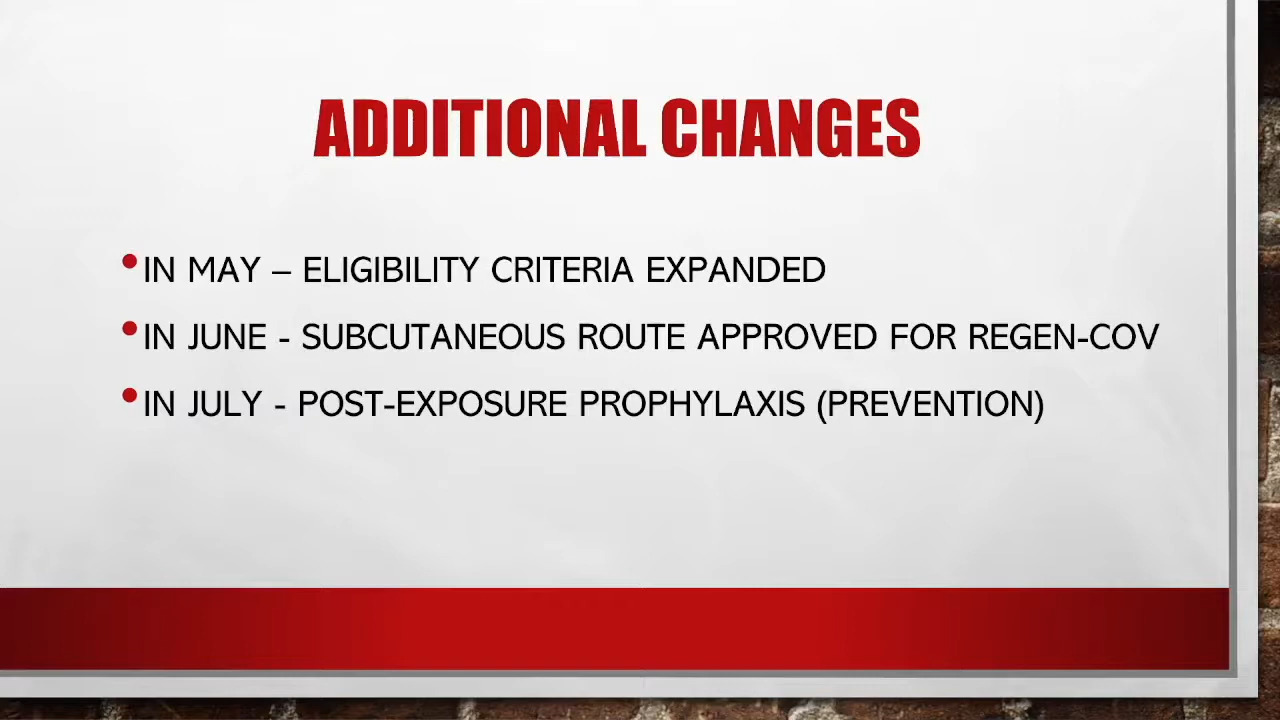 ADDITIONAL CHANGES
•IN MAY – ELIGIBILITY CRITERIA EXPANDED
•IN JUNE - SUBCUTANEOUS ROUTE APPROVED FOR REGEN-COV
•IN JULY - POST-EXPOSURE PROPHYLAXIS (PREVENTION)